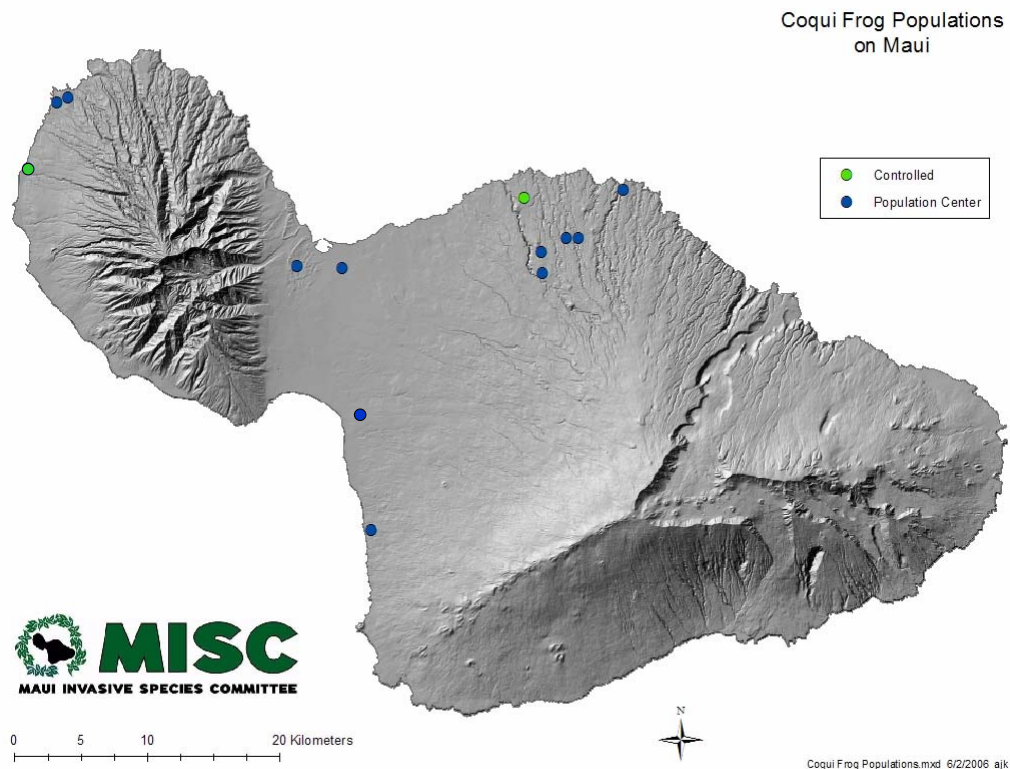 Coqui Frog Populations
on Maui
Controlled
Population Center
MISC
MAUI INVASIVE SPECIES COMMITTEE
0 5 10 20 Kilometers
N
Coqui Frog Populations.mxd 6/2/2006 ajk